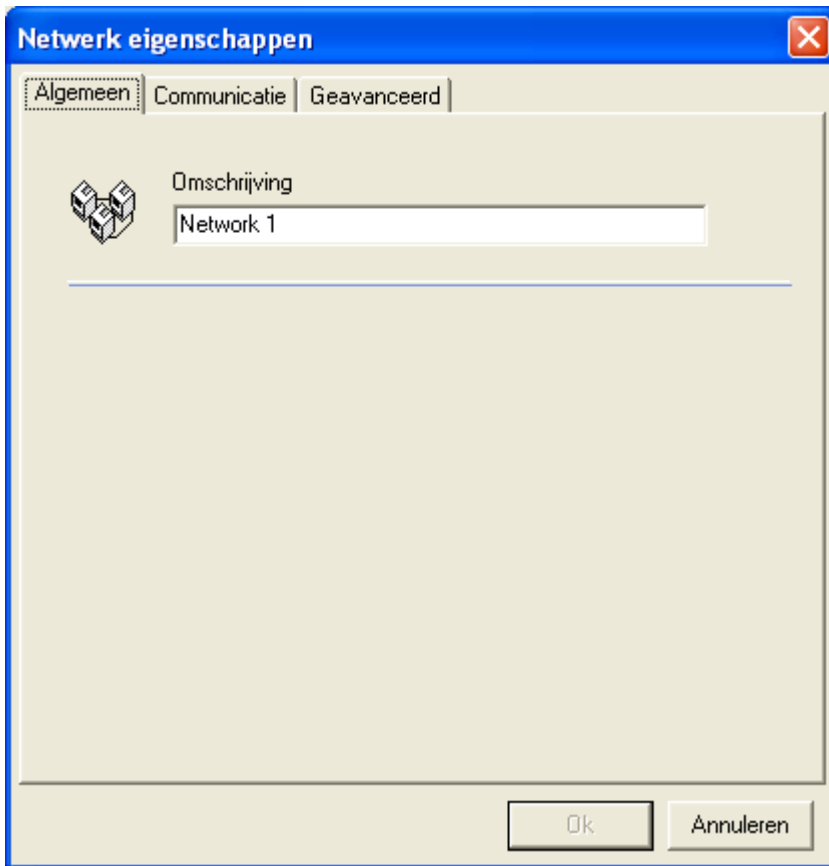 Netwerk eigenschappen
Algemeen Communicatie Geavanceerd
Omschrijving
Network 1
Ok Annuleren